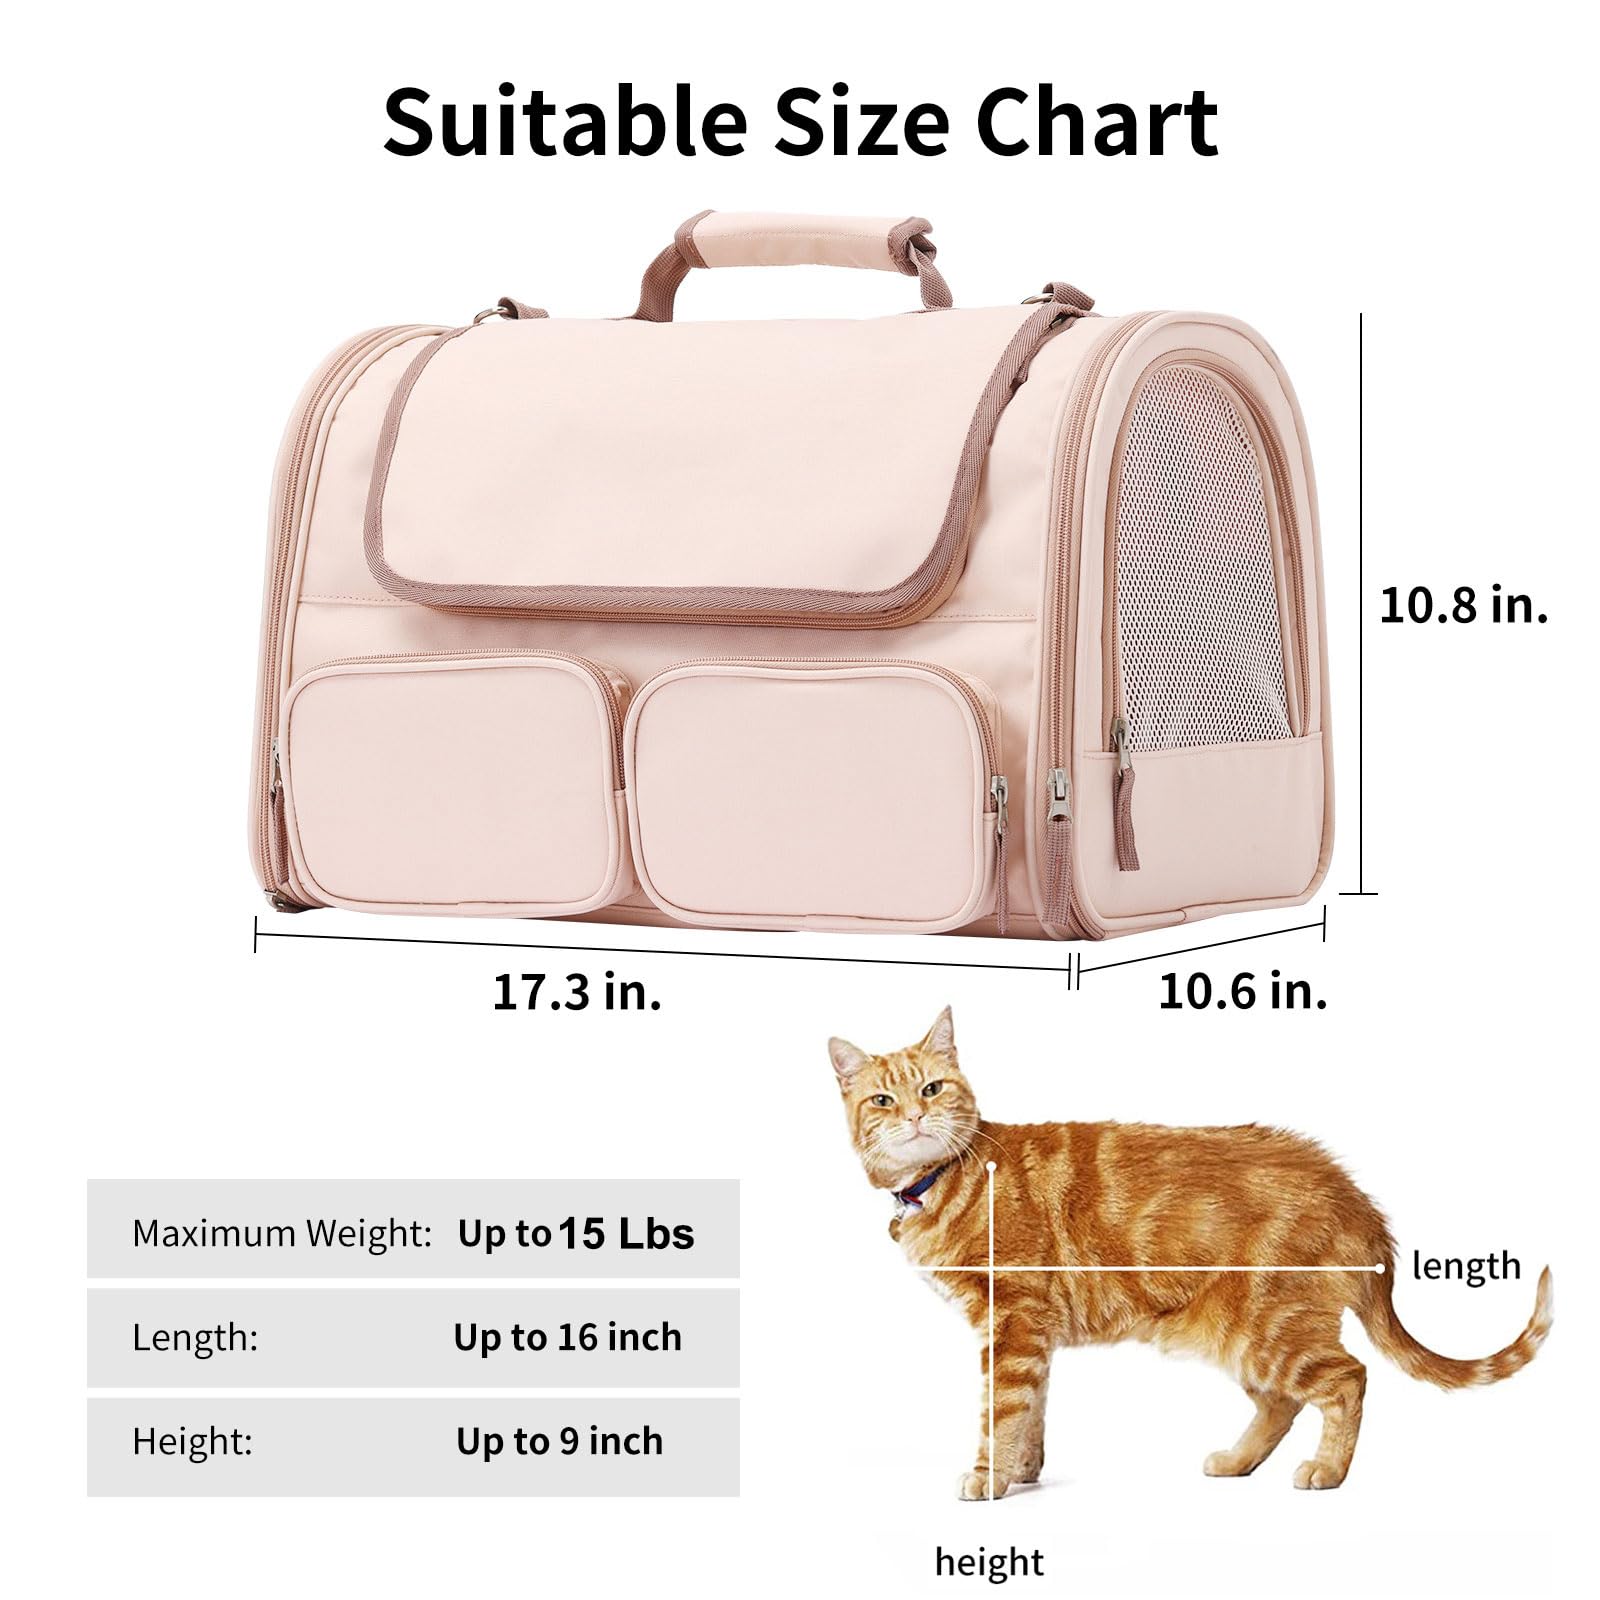 Suitable Size Chart
10.8 in.
17.3 in.
10.6 in.
Maximum Weight: Up to 15 Lbs
Length: Up to 16 inch
Height: Up to 9 inch
length
height